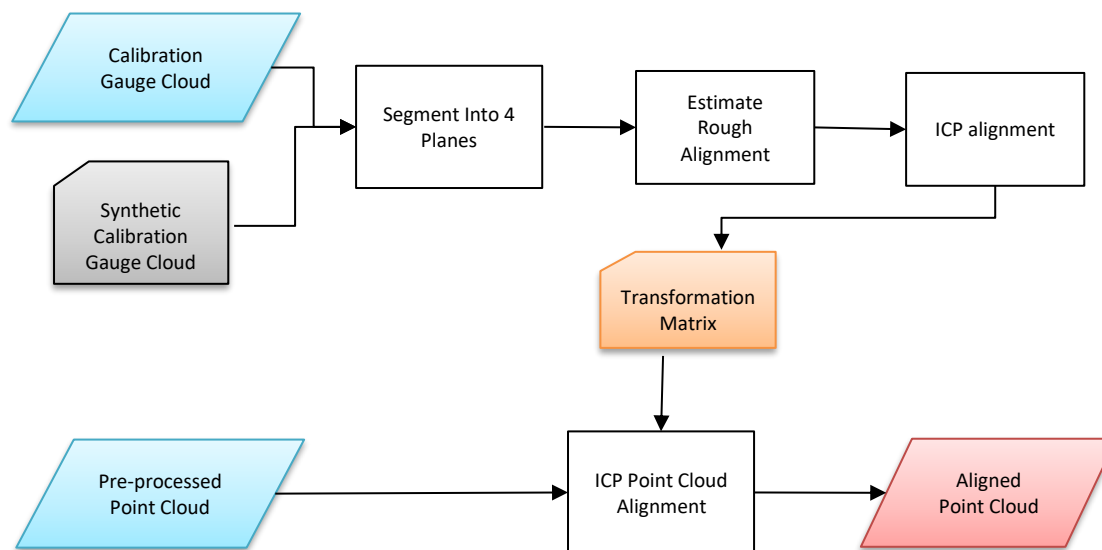 Calibration
Gauge Cloud
Segment Into 4
Planes
Estimate
Rough
Alignment
ICP alignment
Synthetic
Calibration
Gauge Cloud
Transformation
Matrix
Pre-processed
Point Cloud
ICP Point Cloud
Alignment
Aligned
Point Cloud